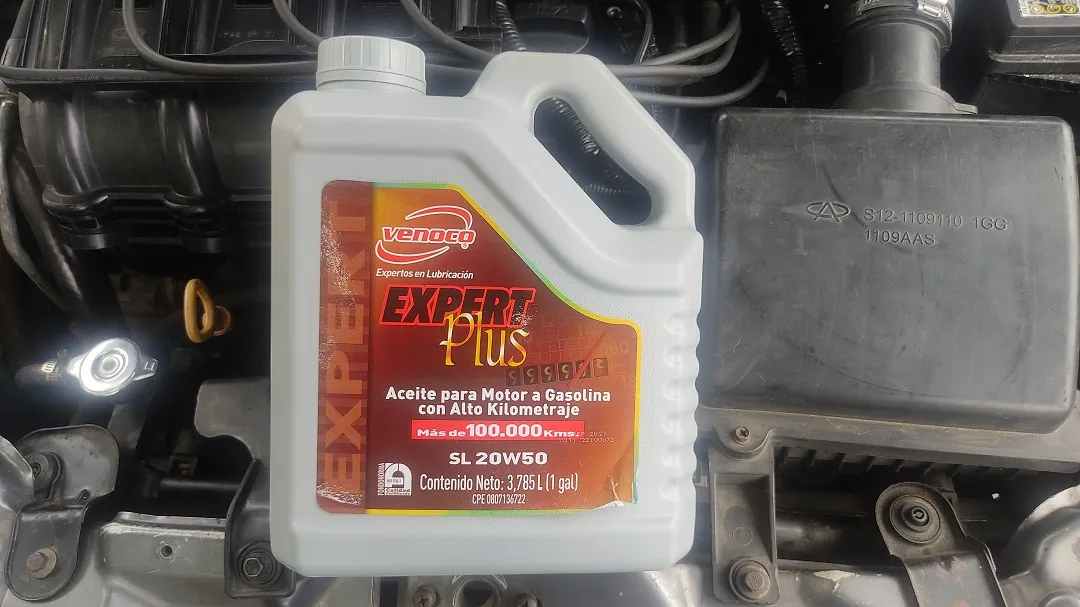 venoco
Expertos en Lubricación
EXPERT
Plus
EXPERT
Aceite para Motor a Gasolina
con Alto Kilometraje
Más de 100.000 Kms.
SL 20W50
Contenido Neto: 3,785 L (1 gal)
CPE 0807136722
S12-1109110 1GG
1109AAS